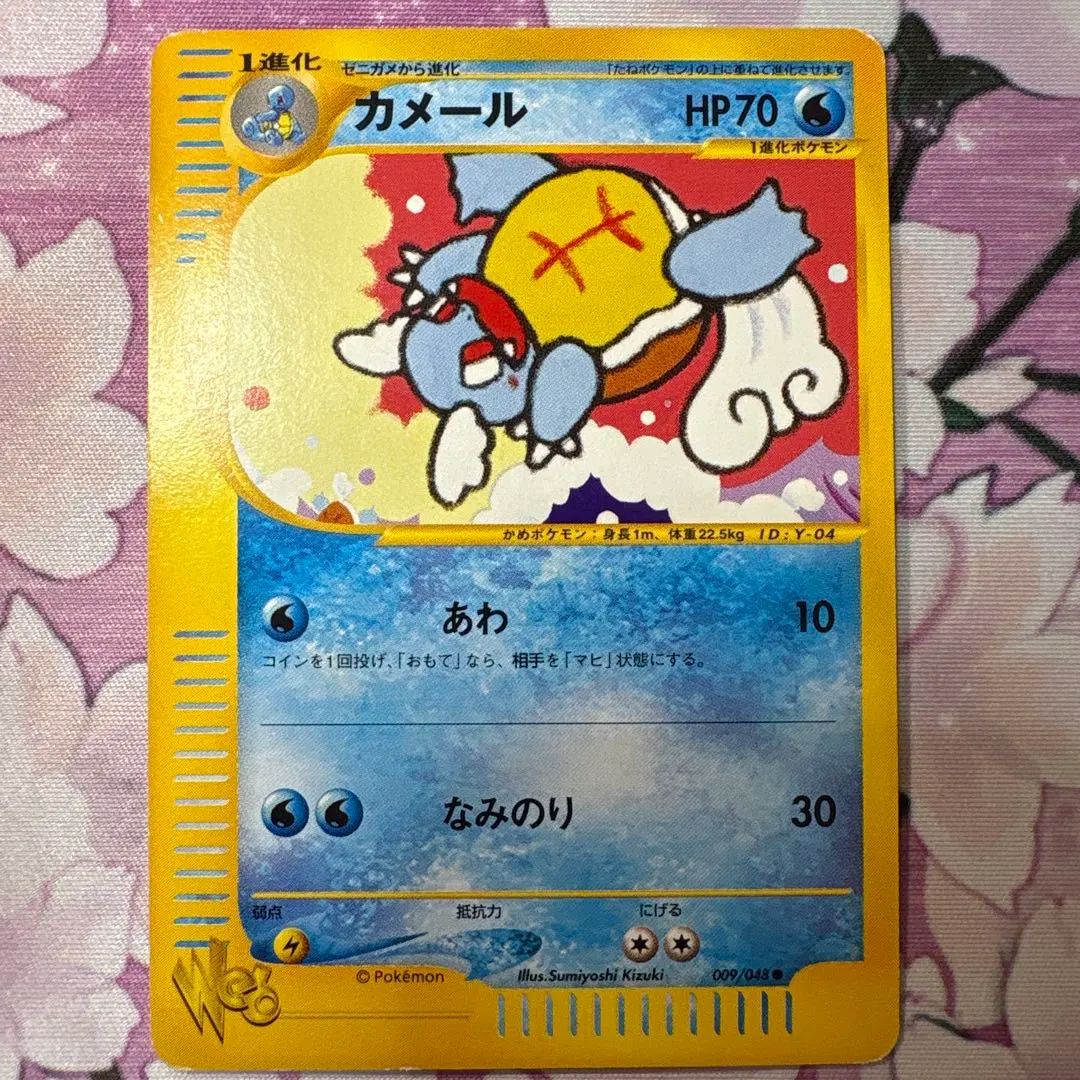 1進化
ゼニガメから進化
「たねポケモン」の上に重ねて進化させます
カメール HP70
1進化ポケモン
かめポケモン：身長1m、体重22.5kg ID:Y-04
あわ 10
コインを1回投げ、「おもて」なら、相手を「マヒ」状態にする。
なみのり 30
弱点 抵抗力 にげる
Web
© Pokémon Illus.Sumiyoshi Kizuki 009/048